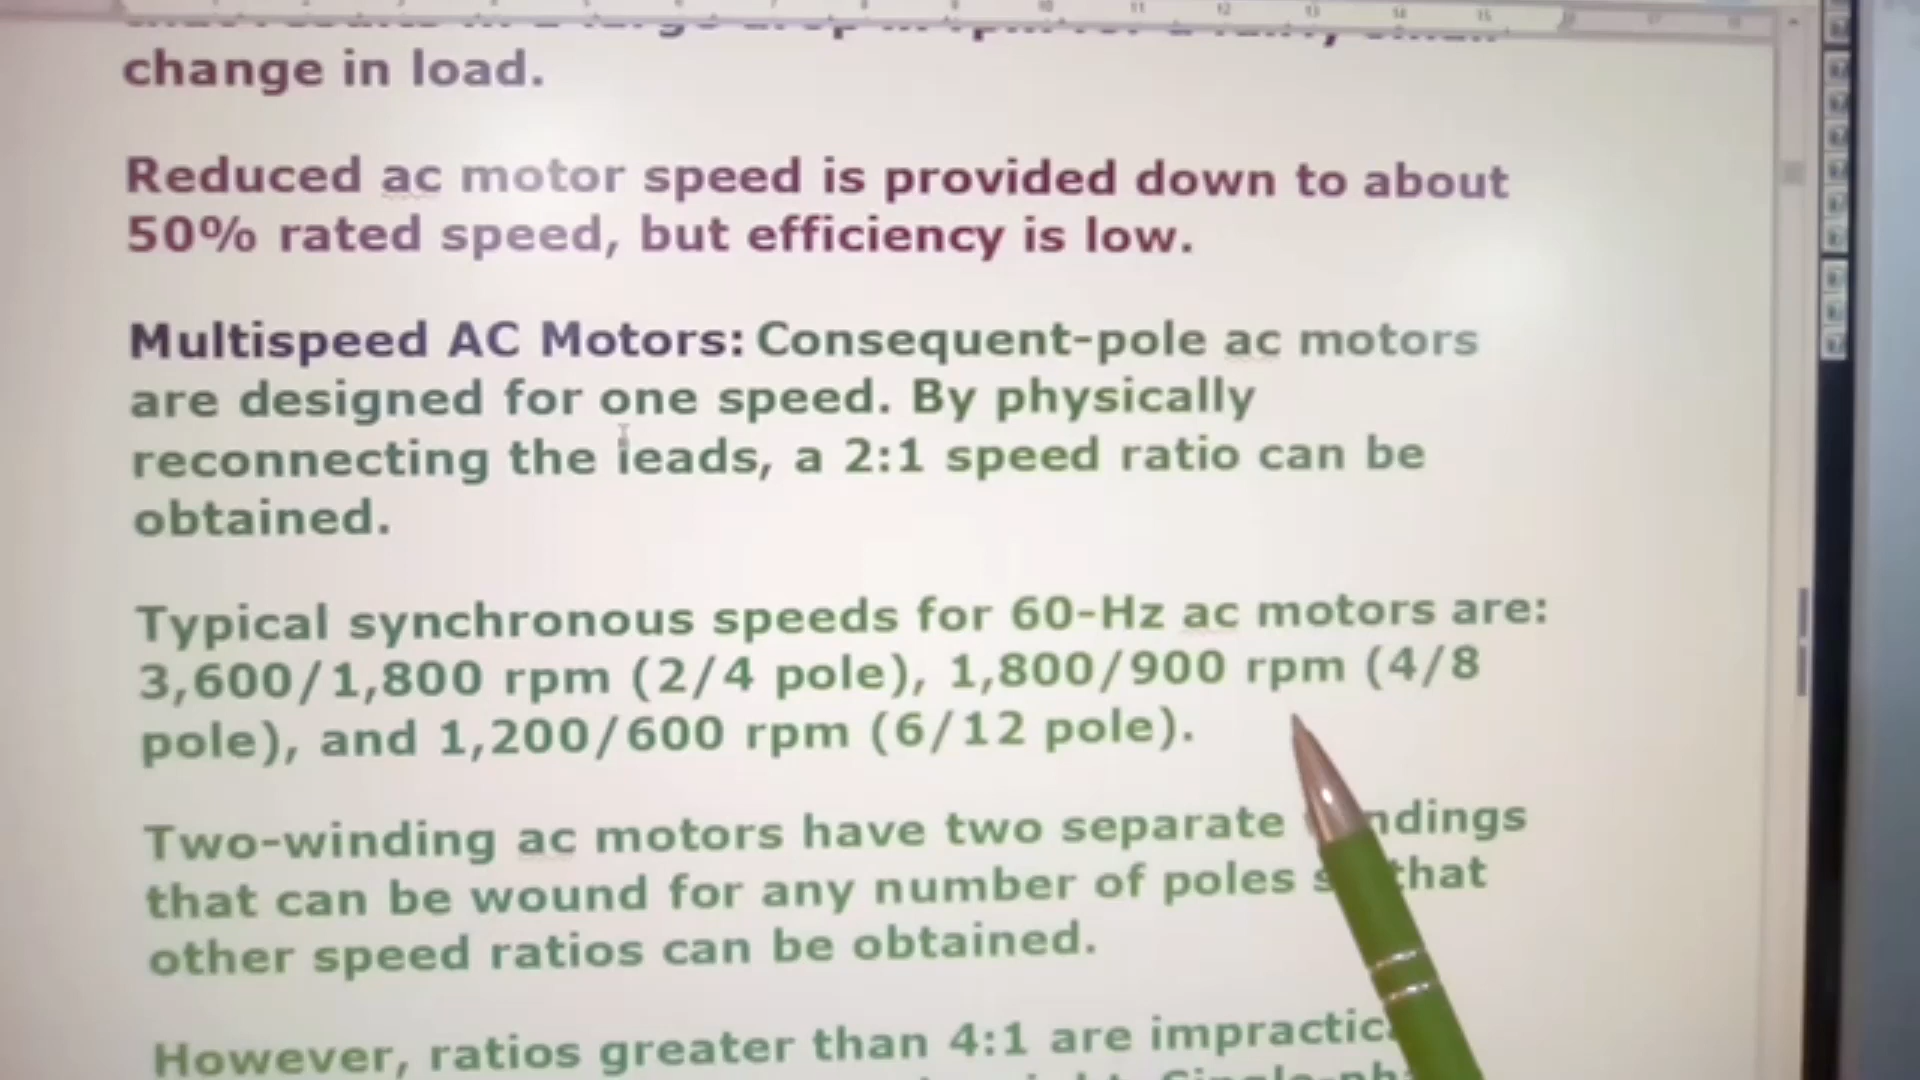 change in load.
Reduced ac motor speed is provided down to about
50% rated speed, but efficiency is low.
Multispeed AC Motors: Consequent-pole ac motors
are designed for one speed. By physically
reconnecting the leads, a 2:1 speed ratio can be
obtained.
Typical synchronous speeds for 60-Hz ac motors are:
3,600/1,800 rpm (2/4 pole), 1,800/900 rpm (4/8
pole), and 1,200/600 rpm (6/12 pole).
Two-winding ac motors have two separate
that can be wound for any number of poles that
other speed ratios can be obtained.
However, ratios greater than 4:1 are